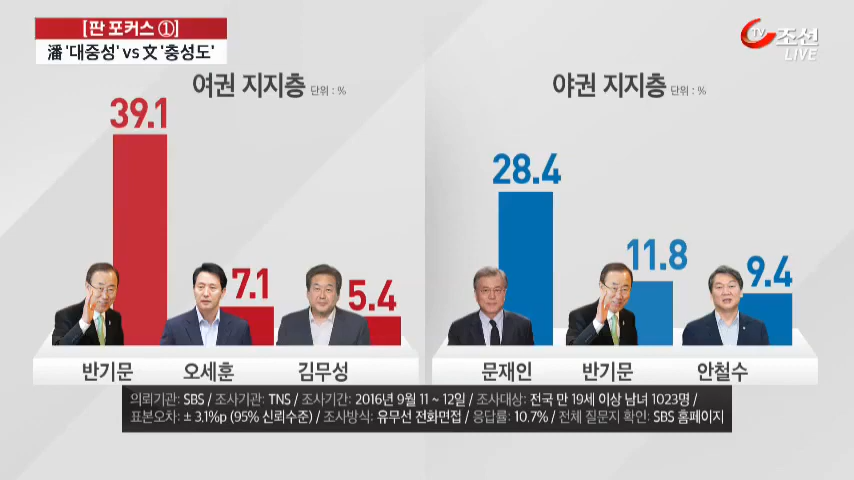 [판 포커스 ①]
潘 '대중성' vs 文 '충성도'
TV 조선
LIVE
여권 지지층 단위 : %
39.1
7.1
5.4
반기문 오세훈 김무성
야권 지지층 단위 : %
28.4
11.8
9.4
문재인 반기문 안철수
의뢰기관: SBS / 조사기관: TNS / 조사기간: 2016년 9월 11 ~ 12일 / 조사대상: 전국 만 19세 이상 남녀 1023명 /
표본오차: ± 3.1%p (95% 신뢰수준) / 조사방식: 유무선 전화면접 / 응답률: 10.7% / 전체 질문지 확인: SBS 홈페이지